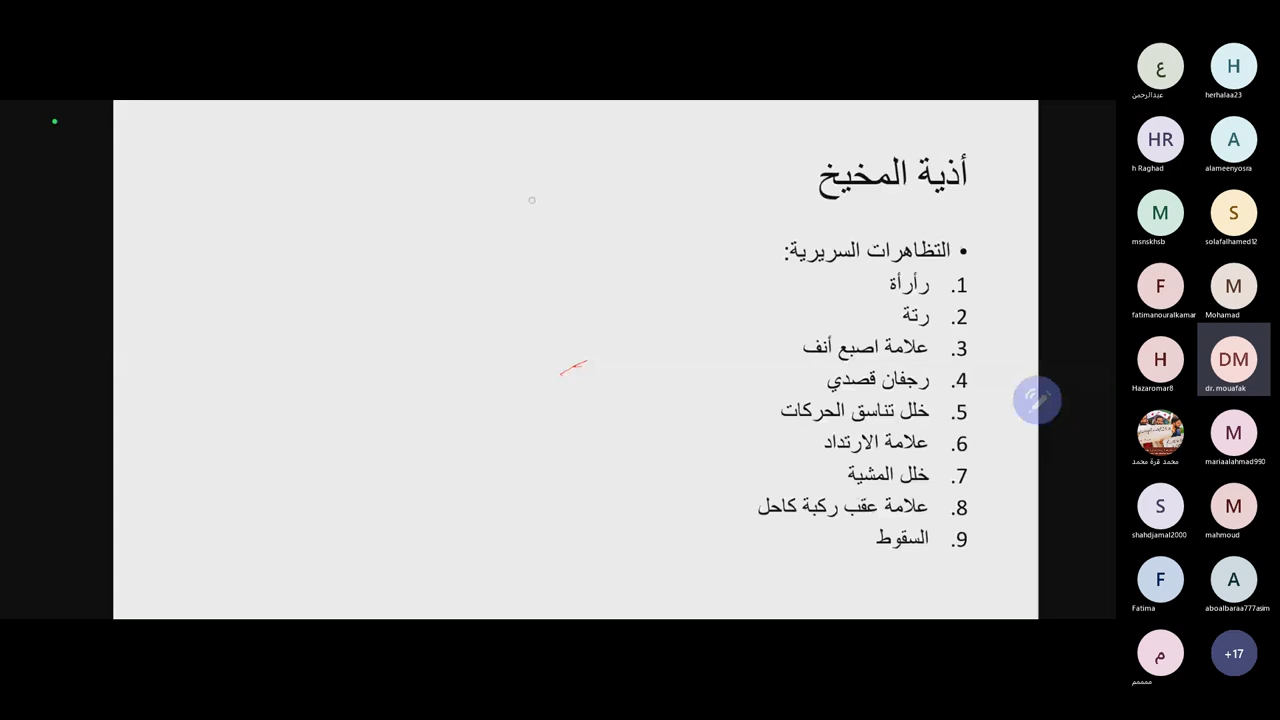 أذية المخيخ
• التظاهرات السريرية:
1. رأرأة
2. رتة
3. علامة اصبع أنف
4. رجفان قصدي
5. خلل تناسق الحركات
6. علامة الارتداد
7. خلل المشية
8. علامة عقب ركبة كاحل
9. السقوط
ع
عبدالرحمن
H
herhalaa23
HR
h Raghad
A
alameenyosra
M
msnskhsb
S
solafalhamed12
F
fatimanouralkamar
M
Mohamad
H
Hazaromar8
DM
dr. mouafak
محمد قرة محمد
M
mariaalahmad990
S
shahdjamal2000
M
mahmoud
F
Fatima
A
aboalbaraa777asim
م
ممممم
+17